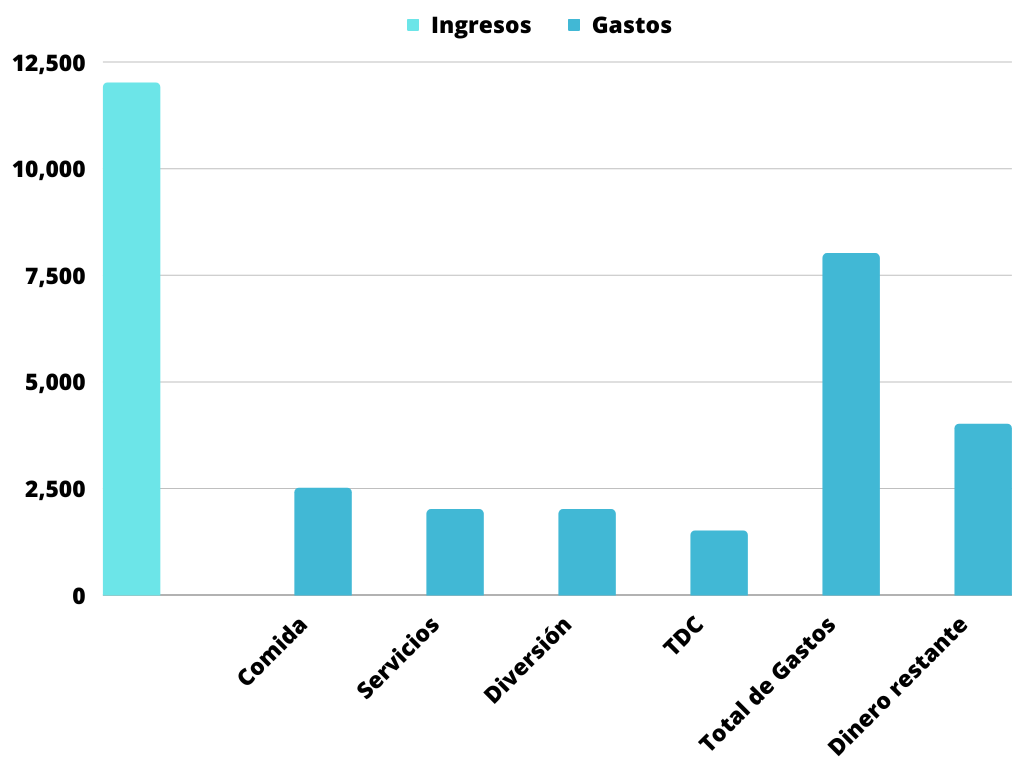 Ingresos Gastos
12,500
10,000
7,500
5,000
2,500
0
Comida
Servicios
Diversión
TDC
Total de Gastos
Dinero restante